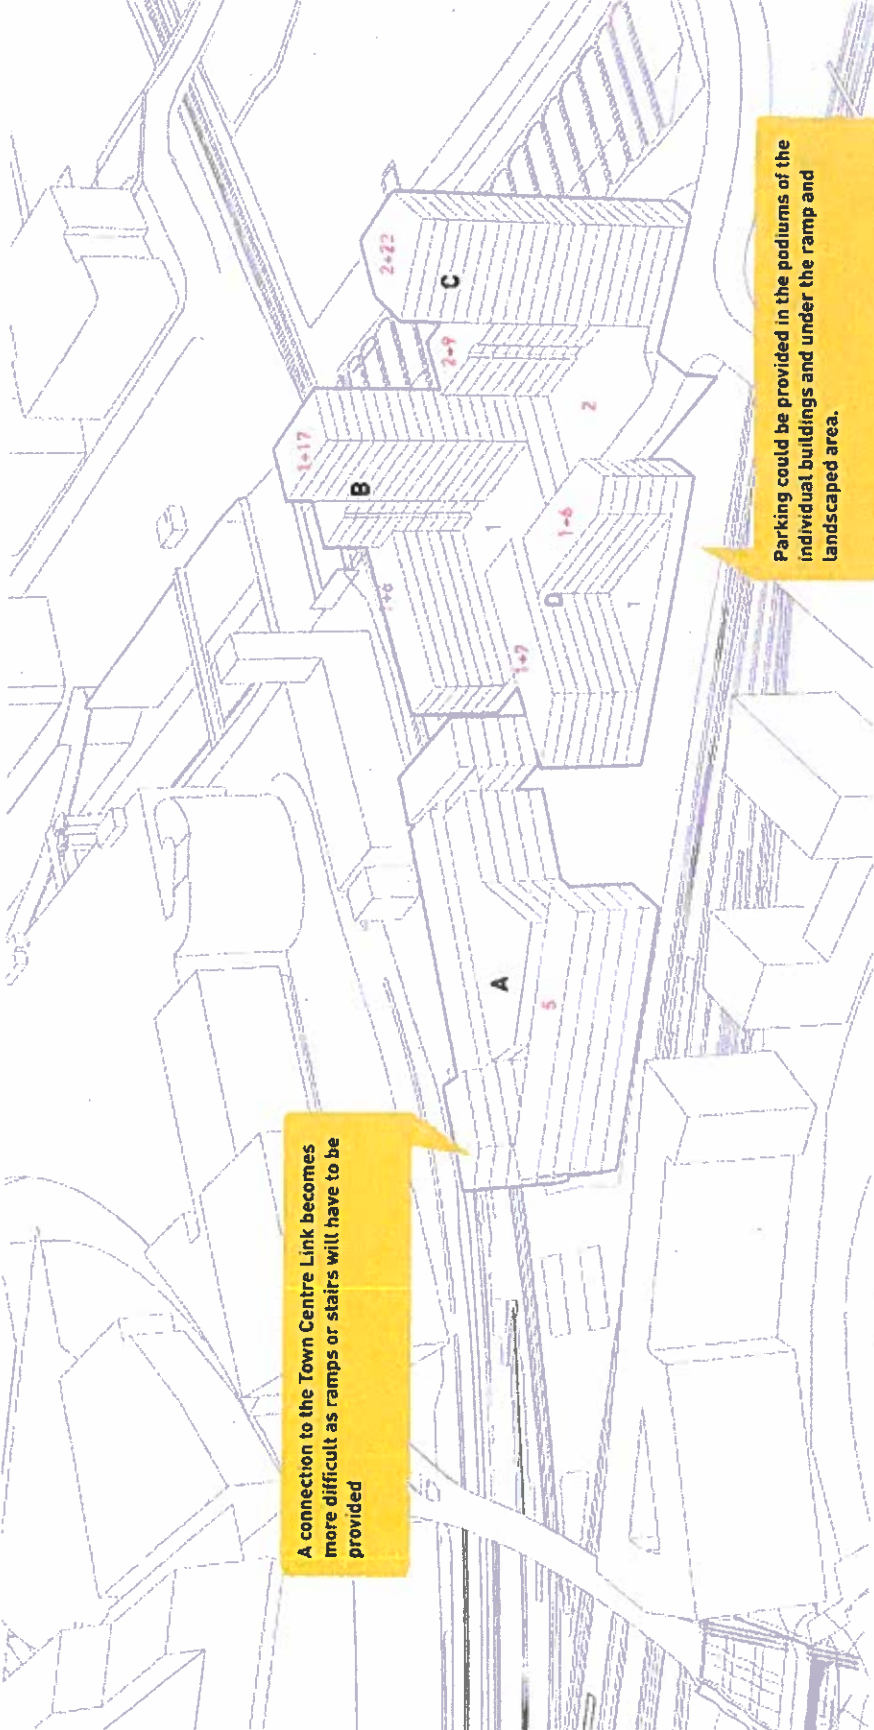 A connection to the Town Centre Link becomes
more difficult as ramps or stairs will have to be
provided
1+17
B
2+22
2+9
C
1
A
1+7
5
D
1+6
2
1
Parking could be provided in the podiums of the
individual buildings and under the ramp and
landscaped area.